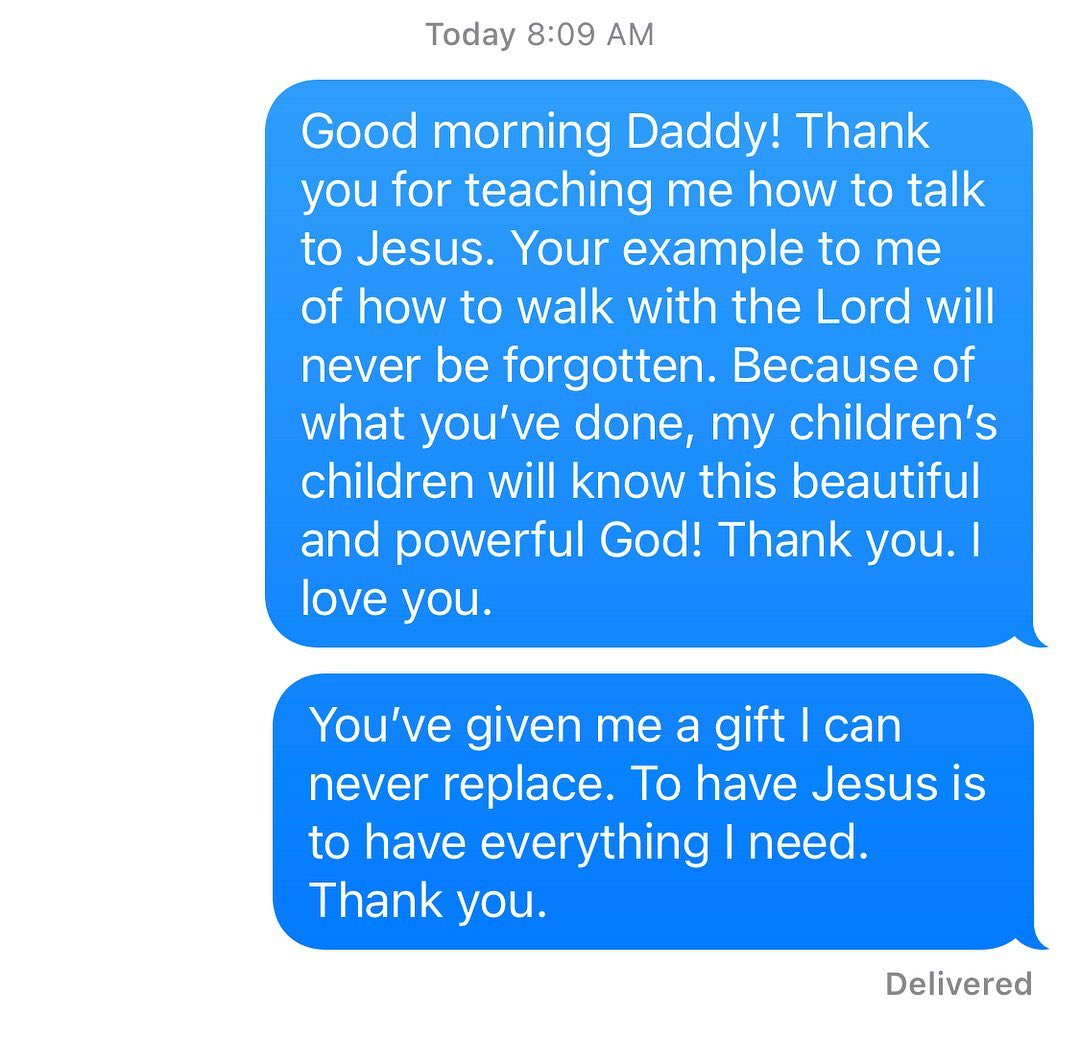 Today 8:09 AM
Good morning Daddy! Thank
you for teaching me how to talk
to Jesus. Your example to me
of how to walk with the Lord will
never be forgotten. Because of
what you’ve done, my children’s
children will know this beautiful
and powerful God! Thank you. I
love you.
You’ve given me a gift I can
never replace. To have Jesus is
to have everything I need.
Thank you.
Delivered